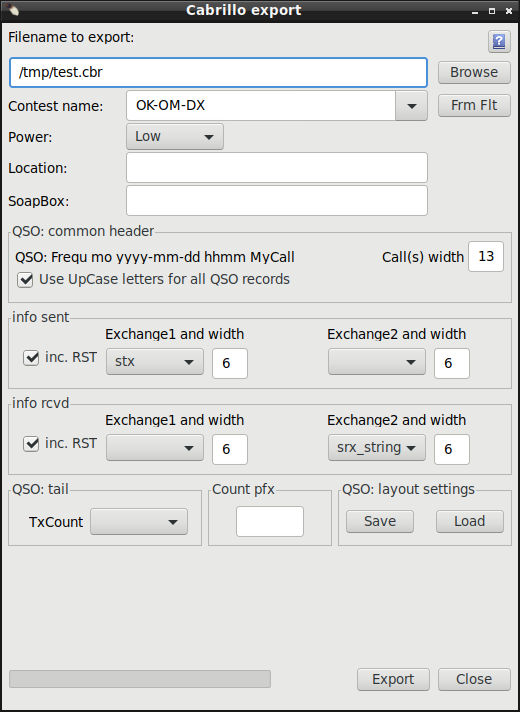 Cabrillo export
Filename to export:
?
/tmp/test.cbr Browse
Contest name: OK-OM-DX Frm Flt
Power: Low
Location:
SoapBox:
QSO: common header
QSO: Frequ mo yyyy-mm-dd hhmm MyCall Call(s) width 13
Use UpCase letters for all QSO records
info sent
Exchange1 and width Exchange2 and width
inc. RST stx 6 6
info rcvd
Exchange1 and width Exchange2 and width
inc. RST 6 srx_string 6
QSO: tail Count pfx QSO: layout settings
TxCount Save Load
Export Close